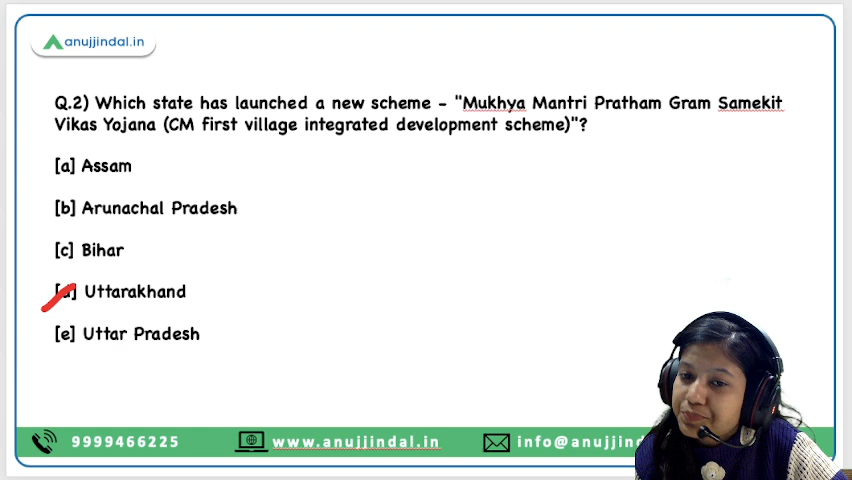 anujjindal.in
Q.2) Which state has launched a new scheme - "Mukhya Mantri Pratham Gram Samekit
Vikas Yojana (CM first village integrated development scheme)"?
[a] Assam
[b] Arunachal Pradesh
[c] Bihar
[d] Uttarakhand
[e] Uttar Pradesh
9999466225
www.anujjindal.in